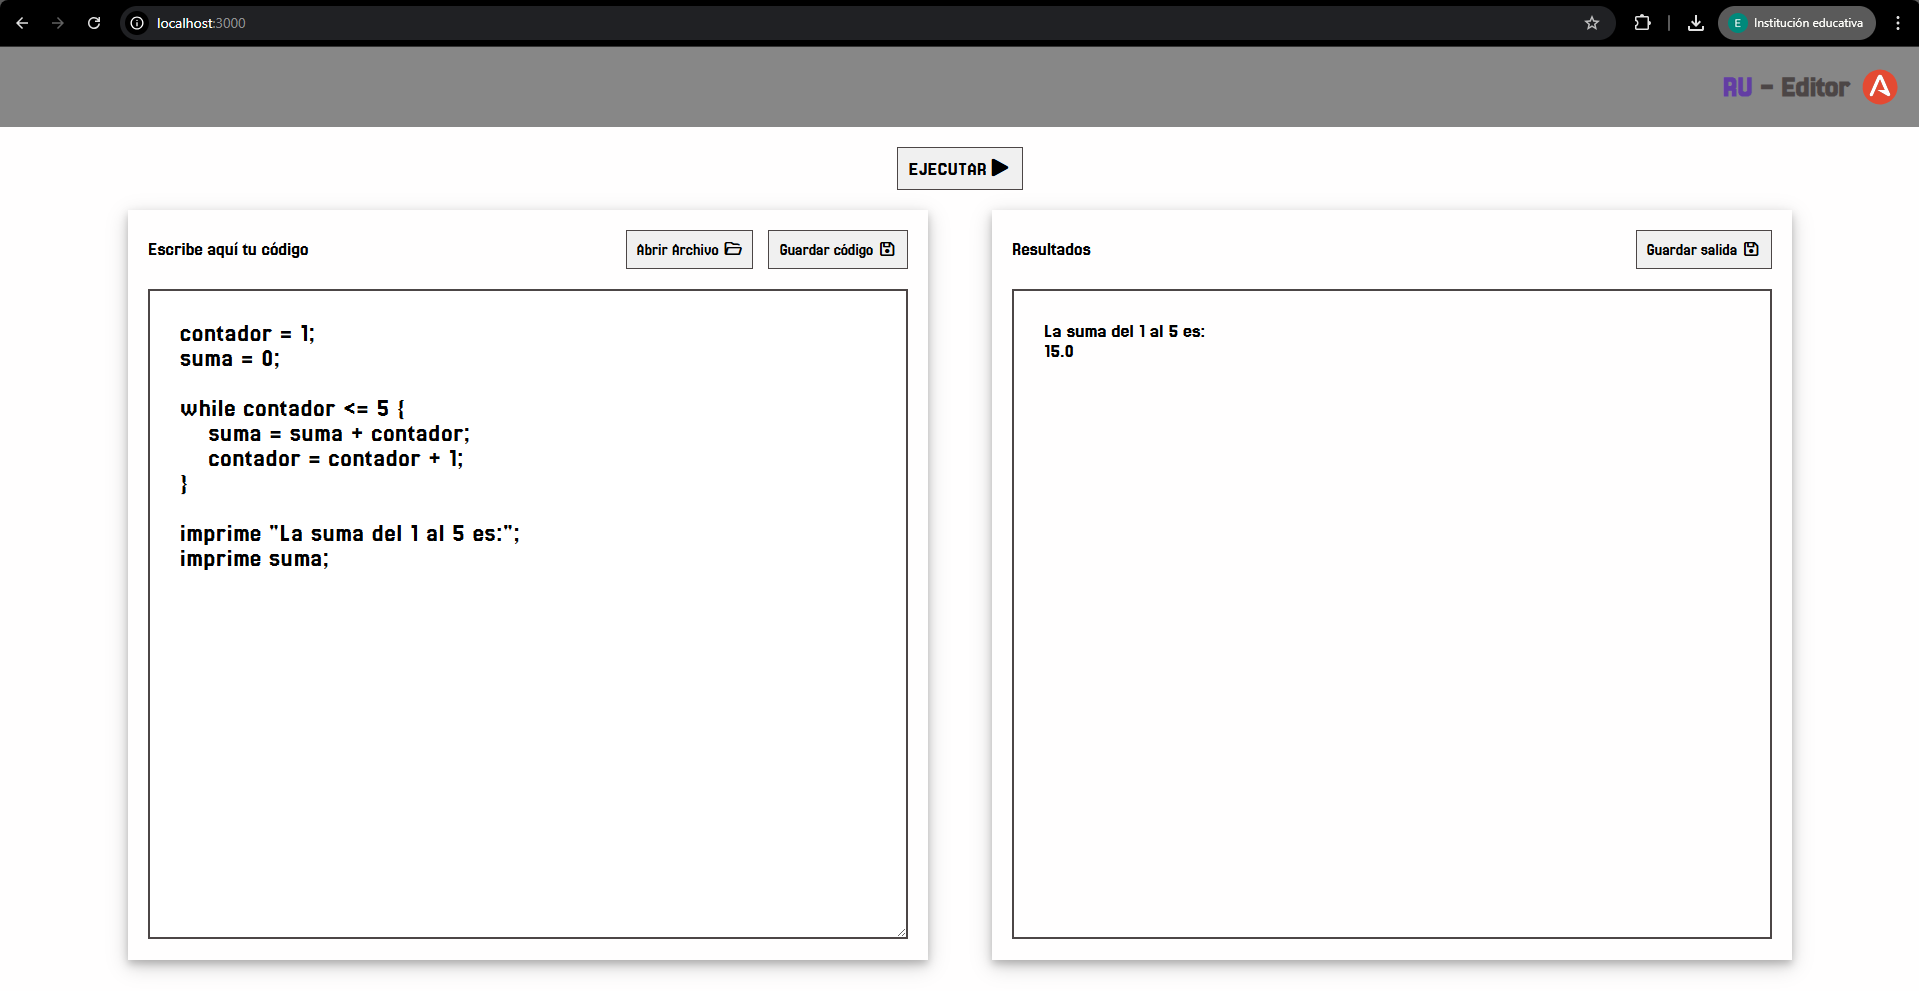 localhost:3000
E Institución educativa
RU - Editor
EJECUTAR
Escribe aquí tu código
Abrir Archivo
Guardar código
contador = 1;
suma = 0;
while contador <= 5 {
suma = suma + contador;
contador = contador + 1;
}
imprime "La suma del 1 al 5 es:";
imprime suma;
Resultados
Guardar salida
La suma del 1 al 5 es:
15.0